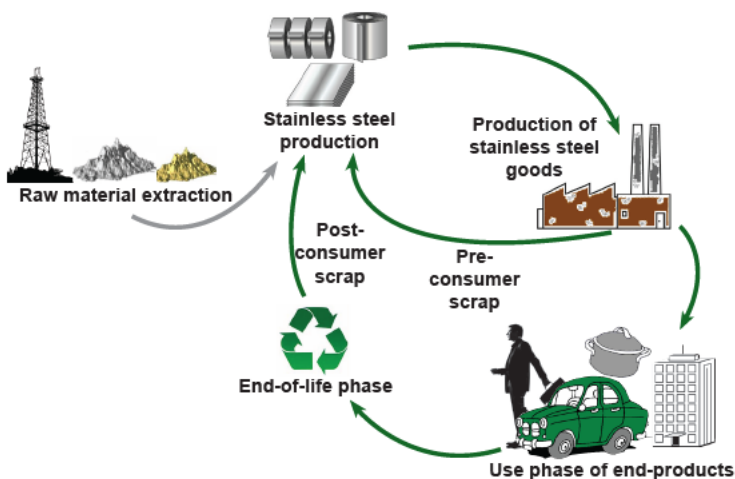 Stainless steel
production
Production of
stainless steel
goods
Raw material extraction
Post-
consumer
scrap
Pre-
consumer
scrap
End-of-life phase
Use phase of end-products